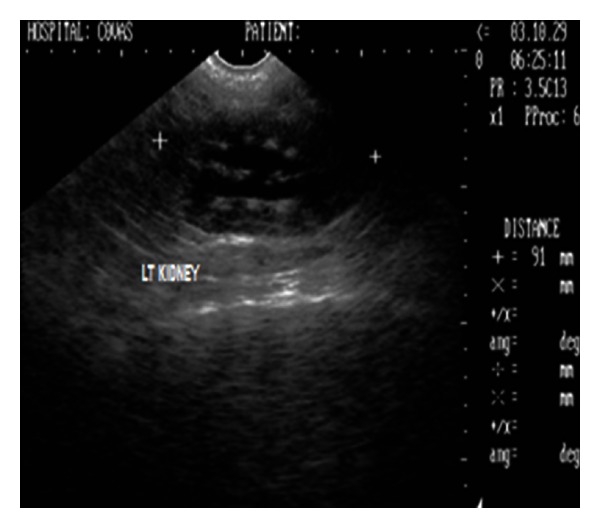 HOSPITAL: COVAS PATIENT: <= 03.10.29
0 06:25:11
PR : 3.5C13
x1 PProc: 6
DISTANCE
+ = 91 mm
× = mm
+/x=
ang= deg
÷ = mm
× = mm
+/x=
ang= deg
LT KIDNEY